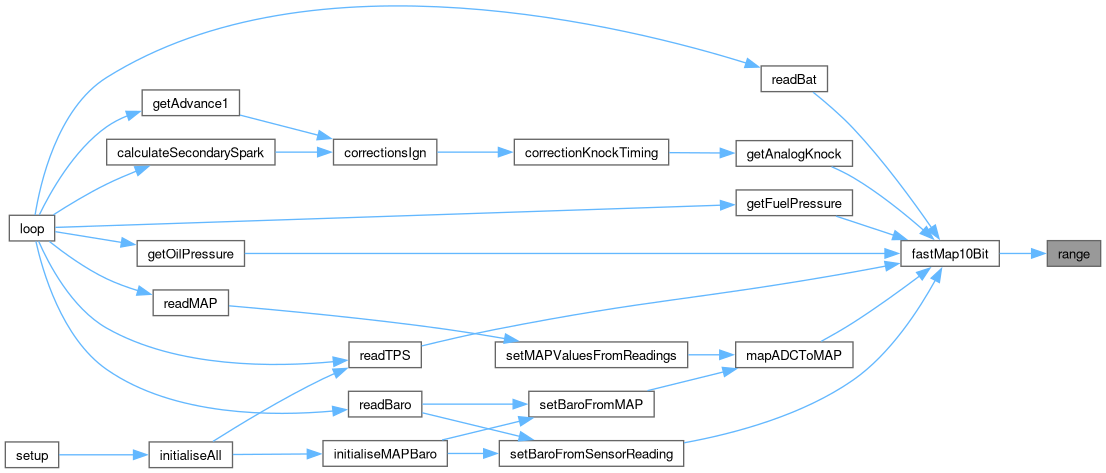 readBat
getAdvance1
calculateSecondarySpark
correctionsIgn
correctionKnockTiming
getAnalogKnock
getFuelPressure
loop
getOilPressure
fastMap10Bit
range
readMAP
readTPS
setMAPValuesFromReadings
mapADCToMAP
readBaro
setBaroFromMAP
setup
initialiseAll
initialiseMAPBaro
setBaroFromSensorReading